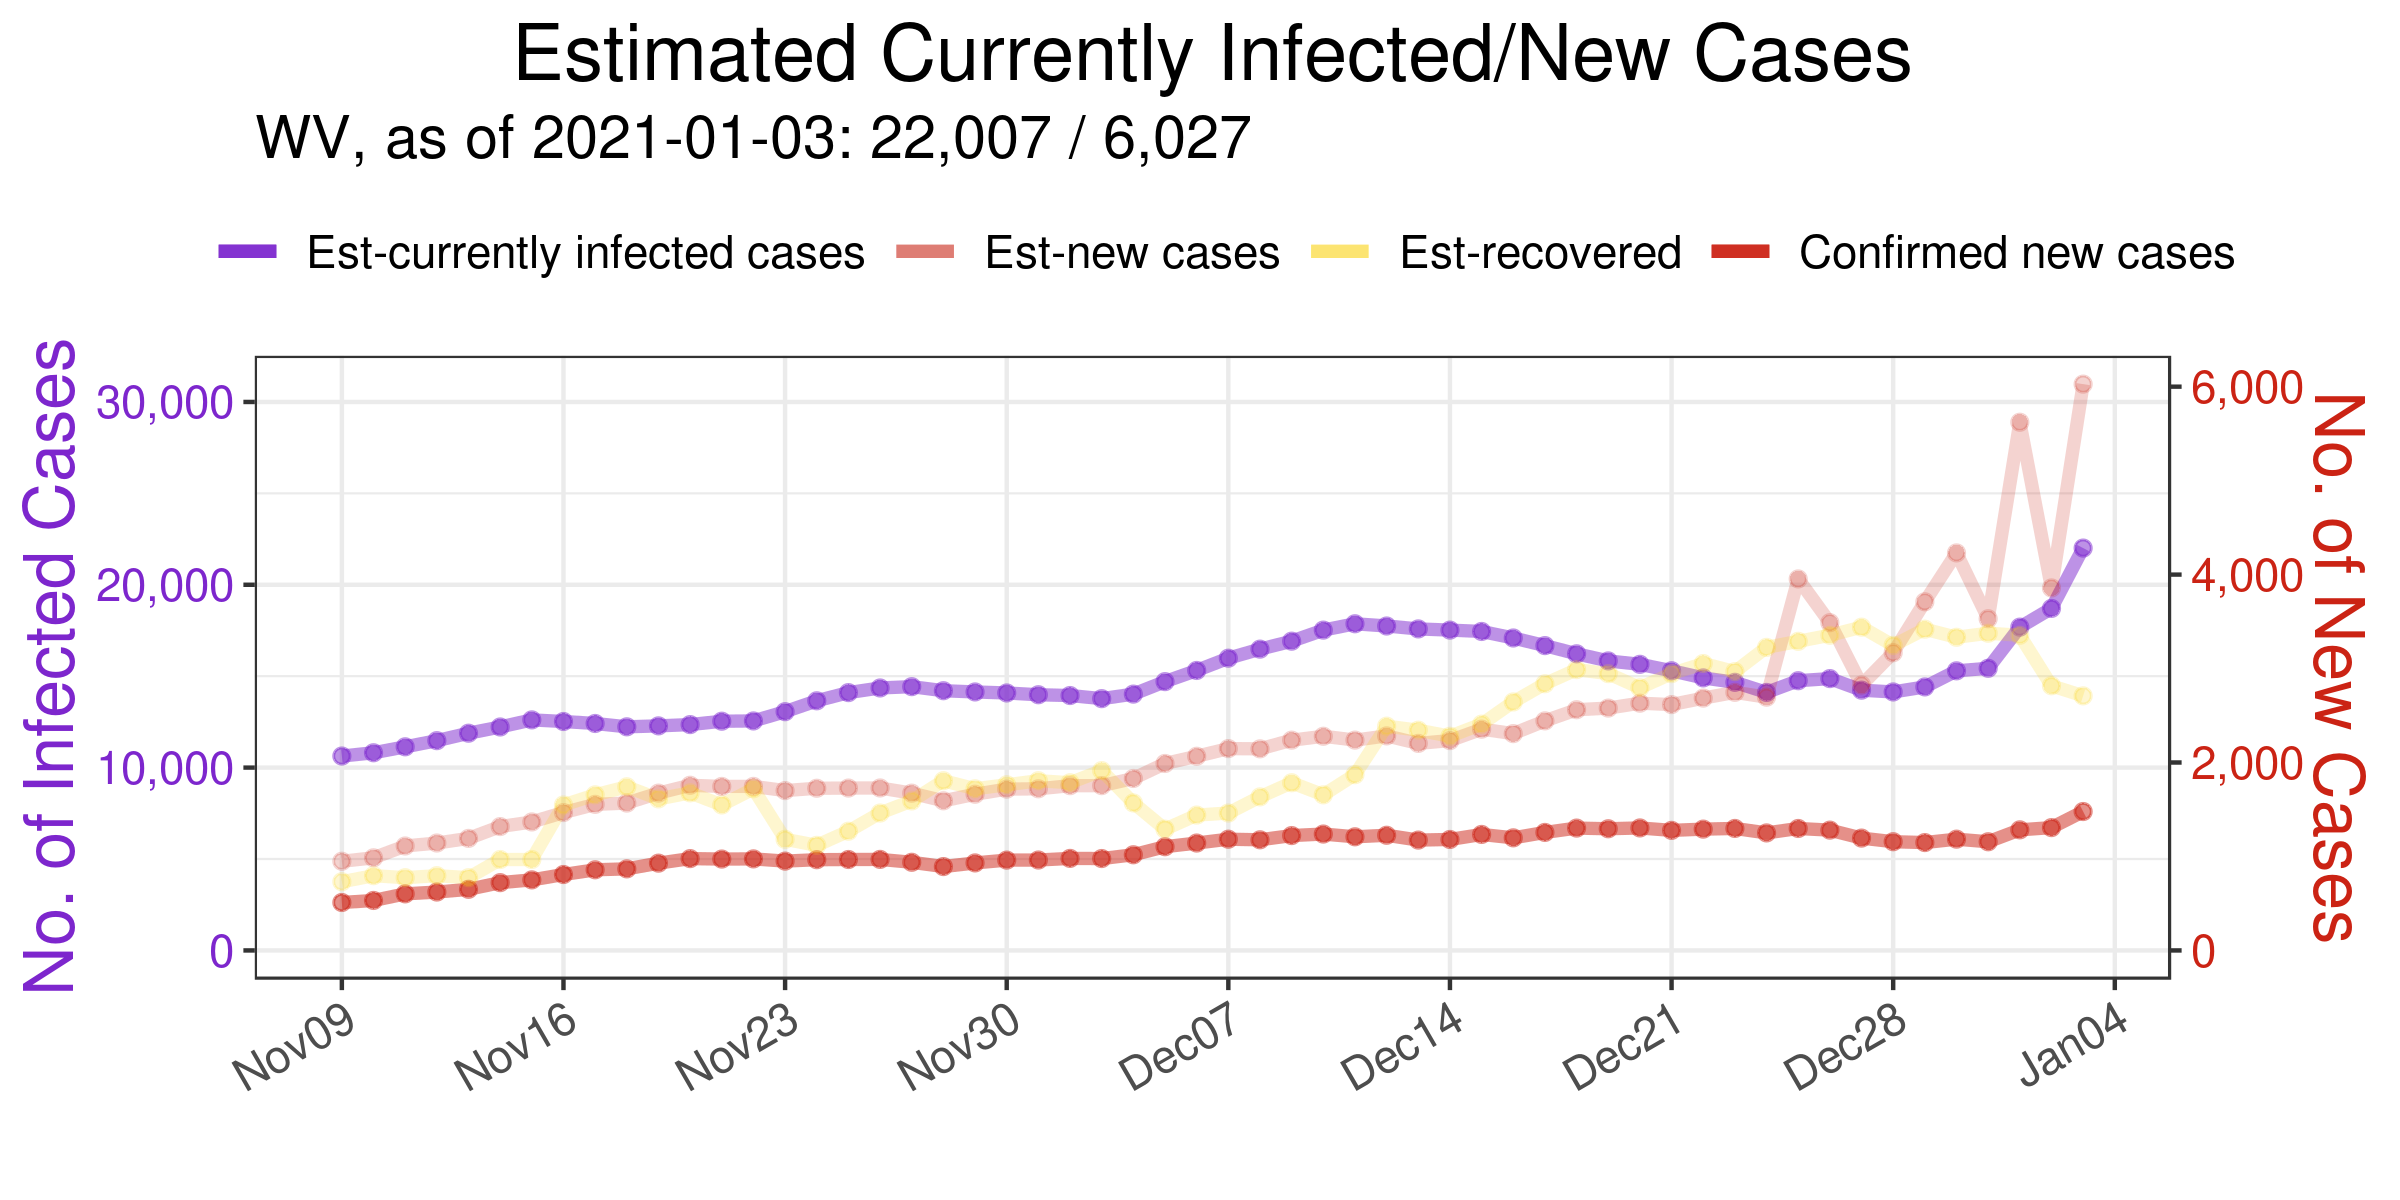 Estimated Currently Infected/New Cases
WV, as of 2021-01-03: 22,007 / 6,027
Est-currently infected cases Est-new cases Est-recovered Confirmed new cases
No. of Infected Cases
30,000
20,000
10,000
0
6,000
4,000
2,000
0
No. of New Cases
Nov09 Nov16 Nov23 Nov30 Dec07 Dec14 Dec21 Dec28 Jan04